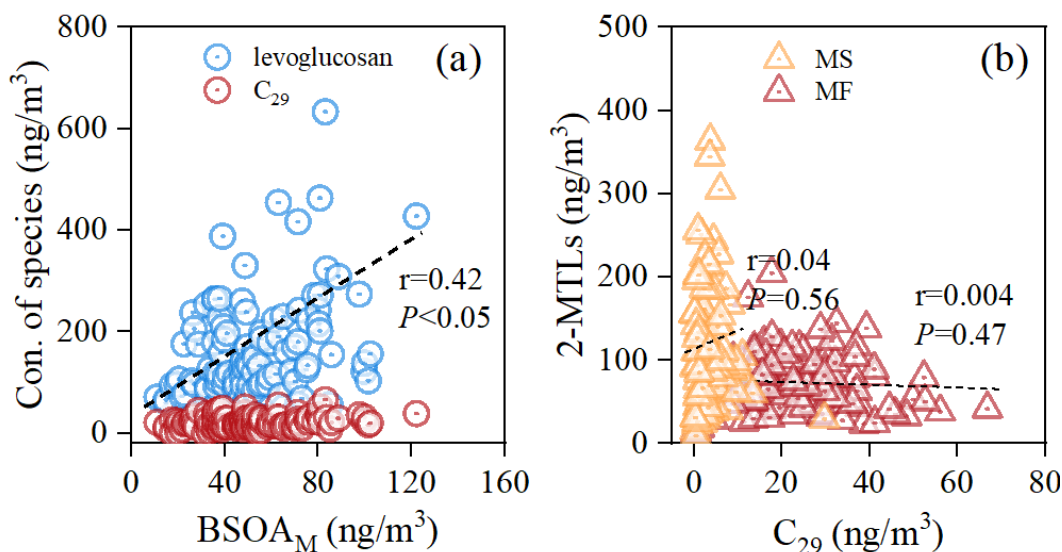 800
600
400
200
0
Con. of species (ng/m³)
levoglucosan
C₂₉
(a)
r=0.42
P<0.05
0 40 80 120 160
BSOA_M (ng/m³)
500
400
300
200
100
0
2-MTLs (ng/m³)
MS
MF
(b)
r=0.04
P=0.56
r=0.004
P=0.47
0 20 40 60 80
C₂₉ (ng/m³)